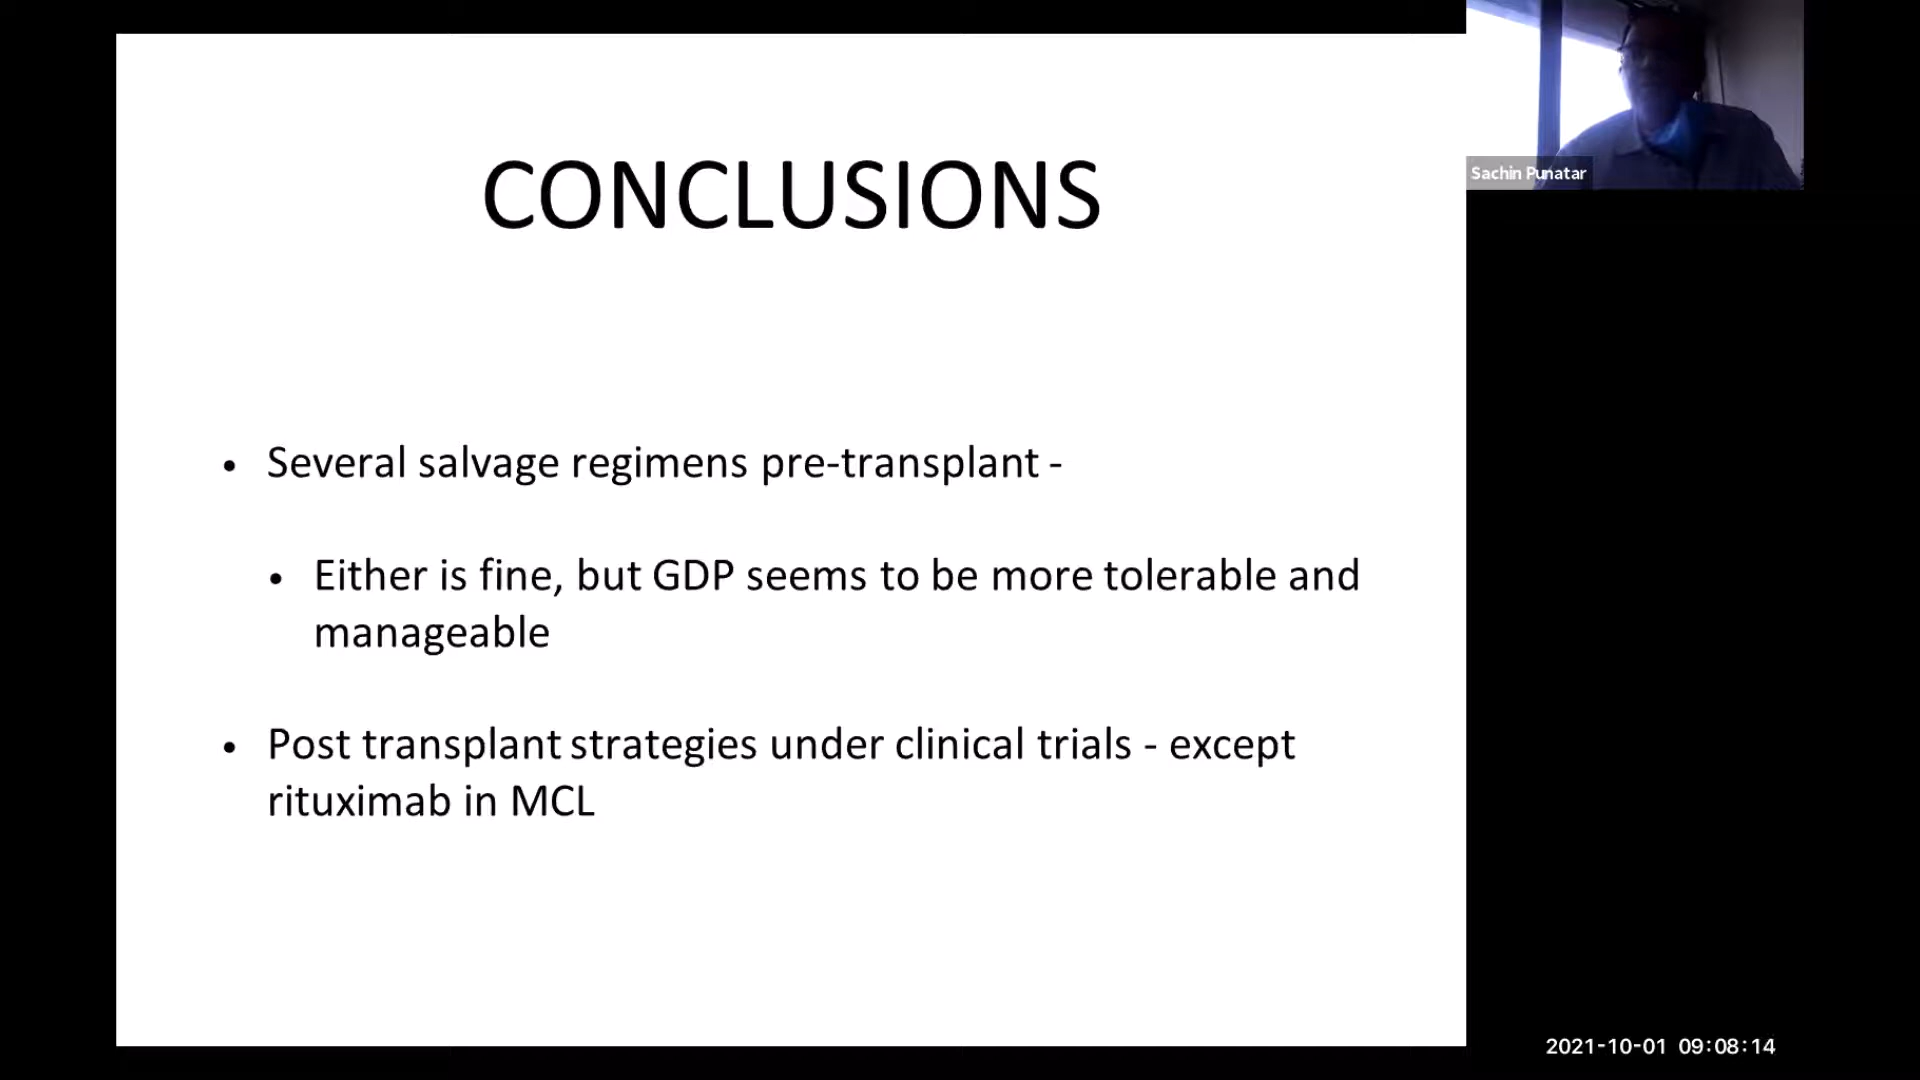 CONCLUSIONS
• Several salvage regimens pre-transplant -
• Either is fine, but GDP seems to be more tolerable and
manageable
• Post transplant strategies under clinical trials - except
rituximab in MCL
Sachin Punatar
2021-10-01 09:08:14